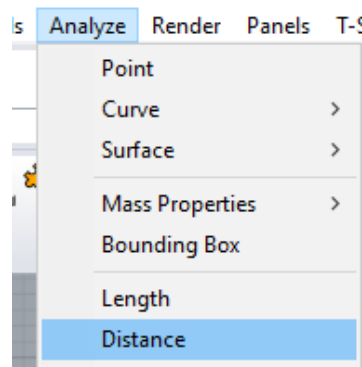 Analyze Render Panels
Point
Curve
Surface
Mass Properties
Bounding Box
Length
Distance